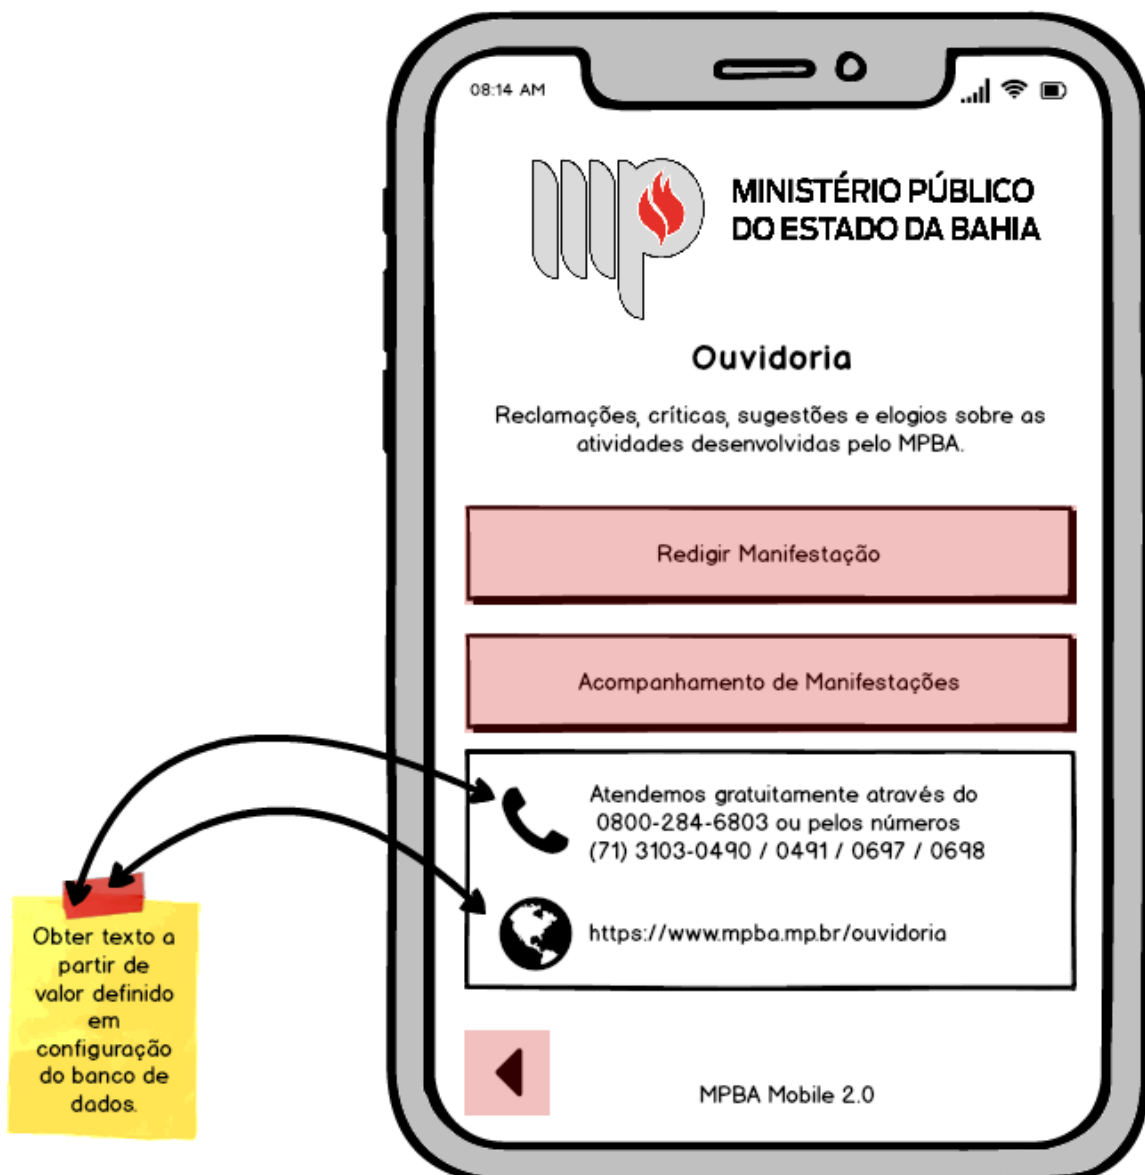 08:14 AM
MINISTÉRIO PÚBLICO
DO ESTADO DA BAHIA
Ouvidoria
Reclamações, críticas, sugestões e elogios sobre as
atividades desenvolvidas pelo MPBA.
Redigir Manifestação
Acompanhamento de Manifestações
Atendemos gratuitamente através do
0800-284-6803 ou pelos números
(71) 3103-0490 / 0491 / 0697 / 0698
https://www.mpba.mp.br/ouvidoria
MPBA Mobile 2.0
Obter texto a
partir de
valor definido
em
configuração
do banco de
dados.